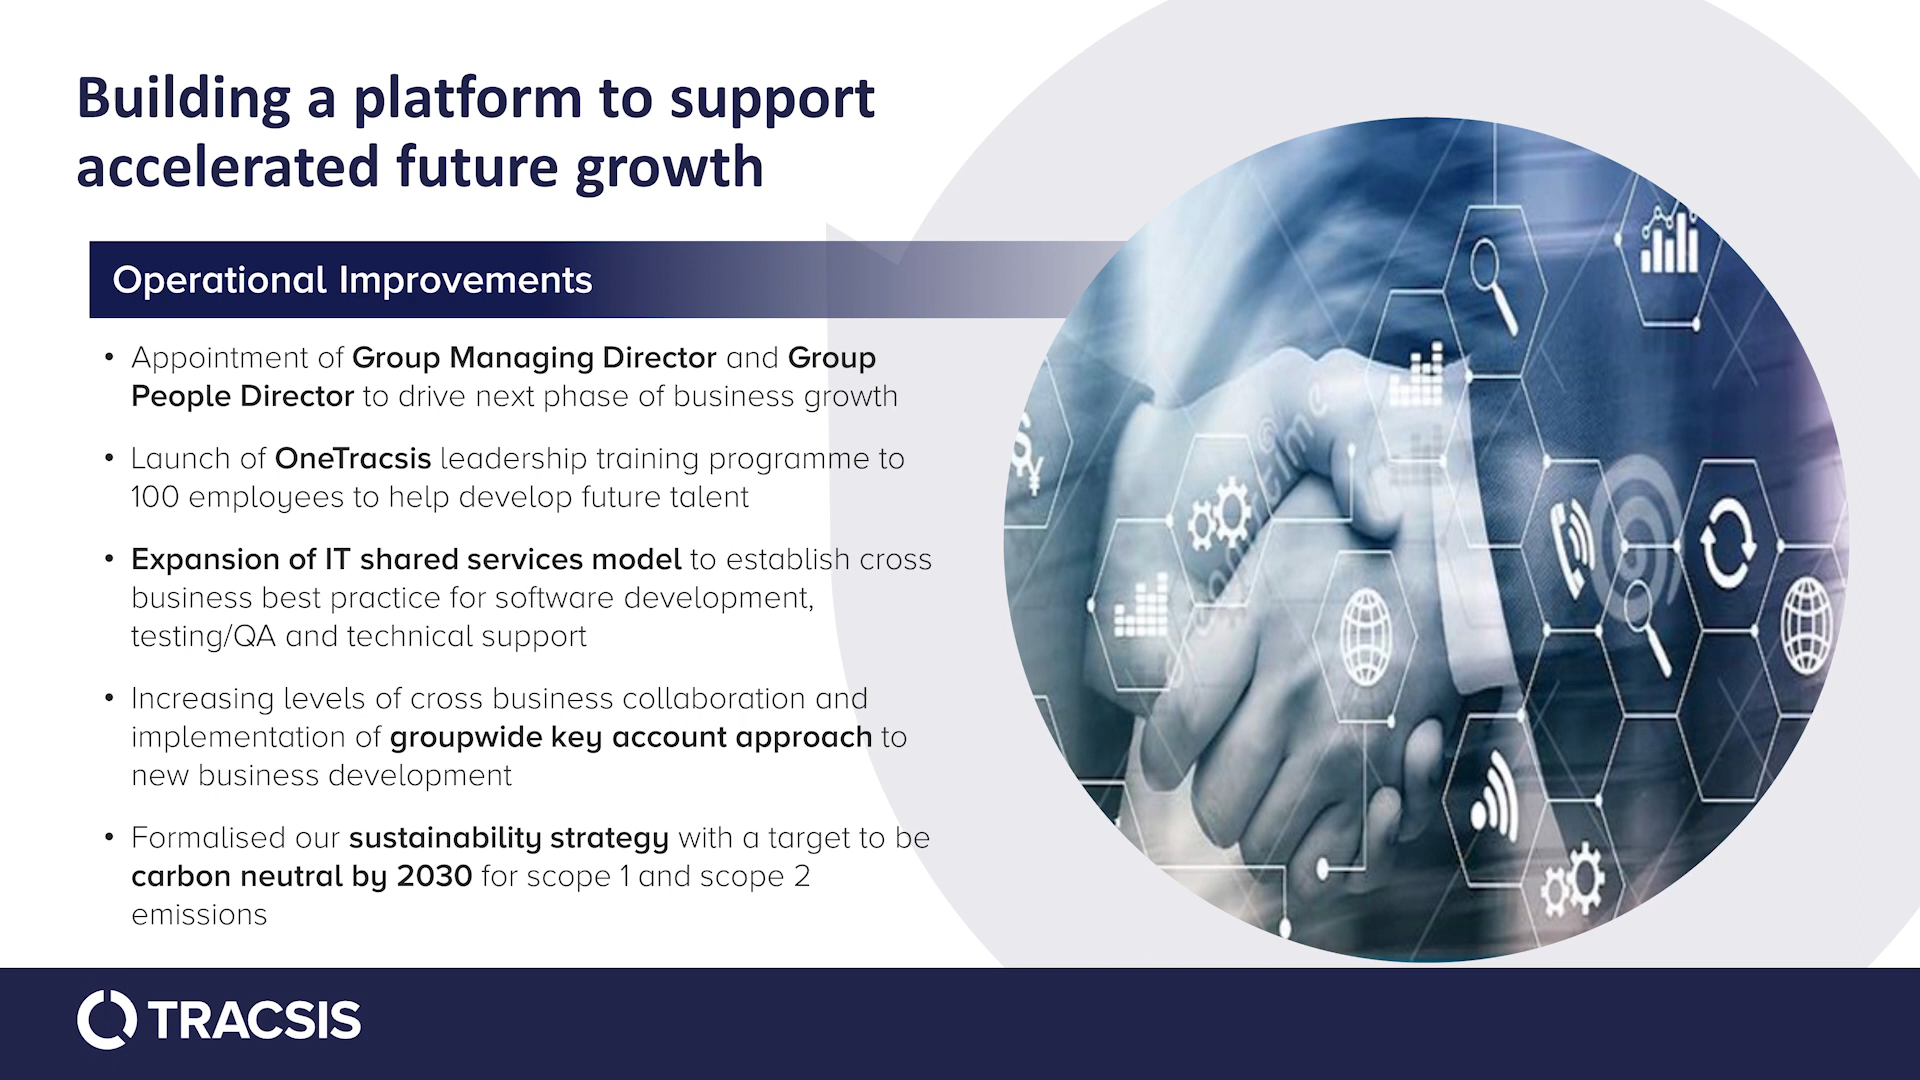 Building a platform to support
accelerated future growth
Operational Improvements
• Appointment of Group Managing Director and Group
People Director to drive next phase of business growth
• Launch of OneTracsis leadership training programme to
100 employees to help develop future talent
• Expansion of IT shared services model to establish cross
business best practice for software development,
testing/QA and technical support
• Increasing levels of cross business collaboration and
implementation of groupwide key account approach to
new business development
• Formalised our sustainability strategy with a target to be
carbon neutral by 2030 for scope 1 and scope 2
emissions
TRACSIS